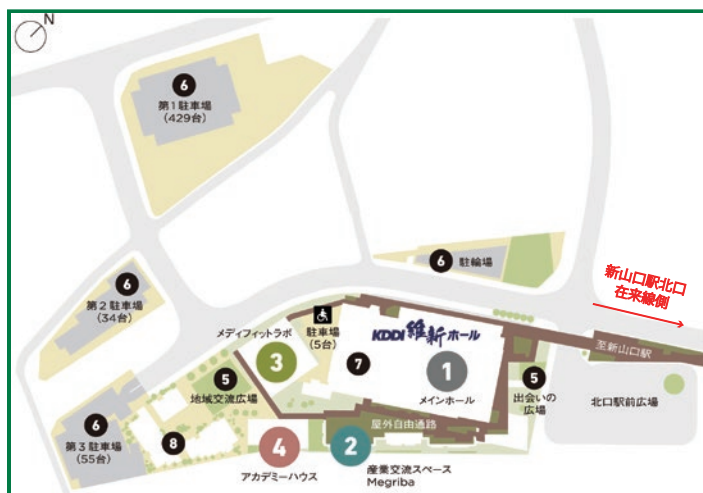 N
6
第1駐車場
(429台)
6
駐輪場
新山口駅北口
在来線側
6
第2駐車場
(34台)
メディフィットラボ
3
駐車場
(5台)
KDDI 維新ホール
7
1
メインホール
至新山口駅
5
地域交流広場
5
出会いの
広場
北口駅前広場
6
第3駐車場
(55台)
8
屋外自由通路
4
アカデミーハウス
2
産業交流スペース
Megriba